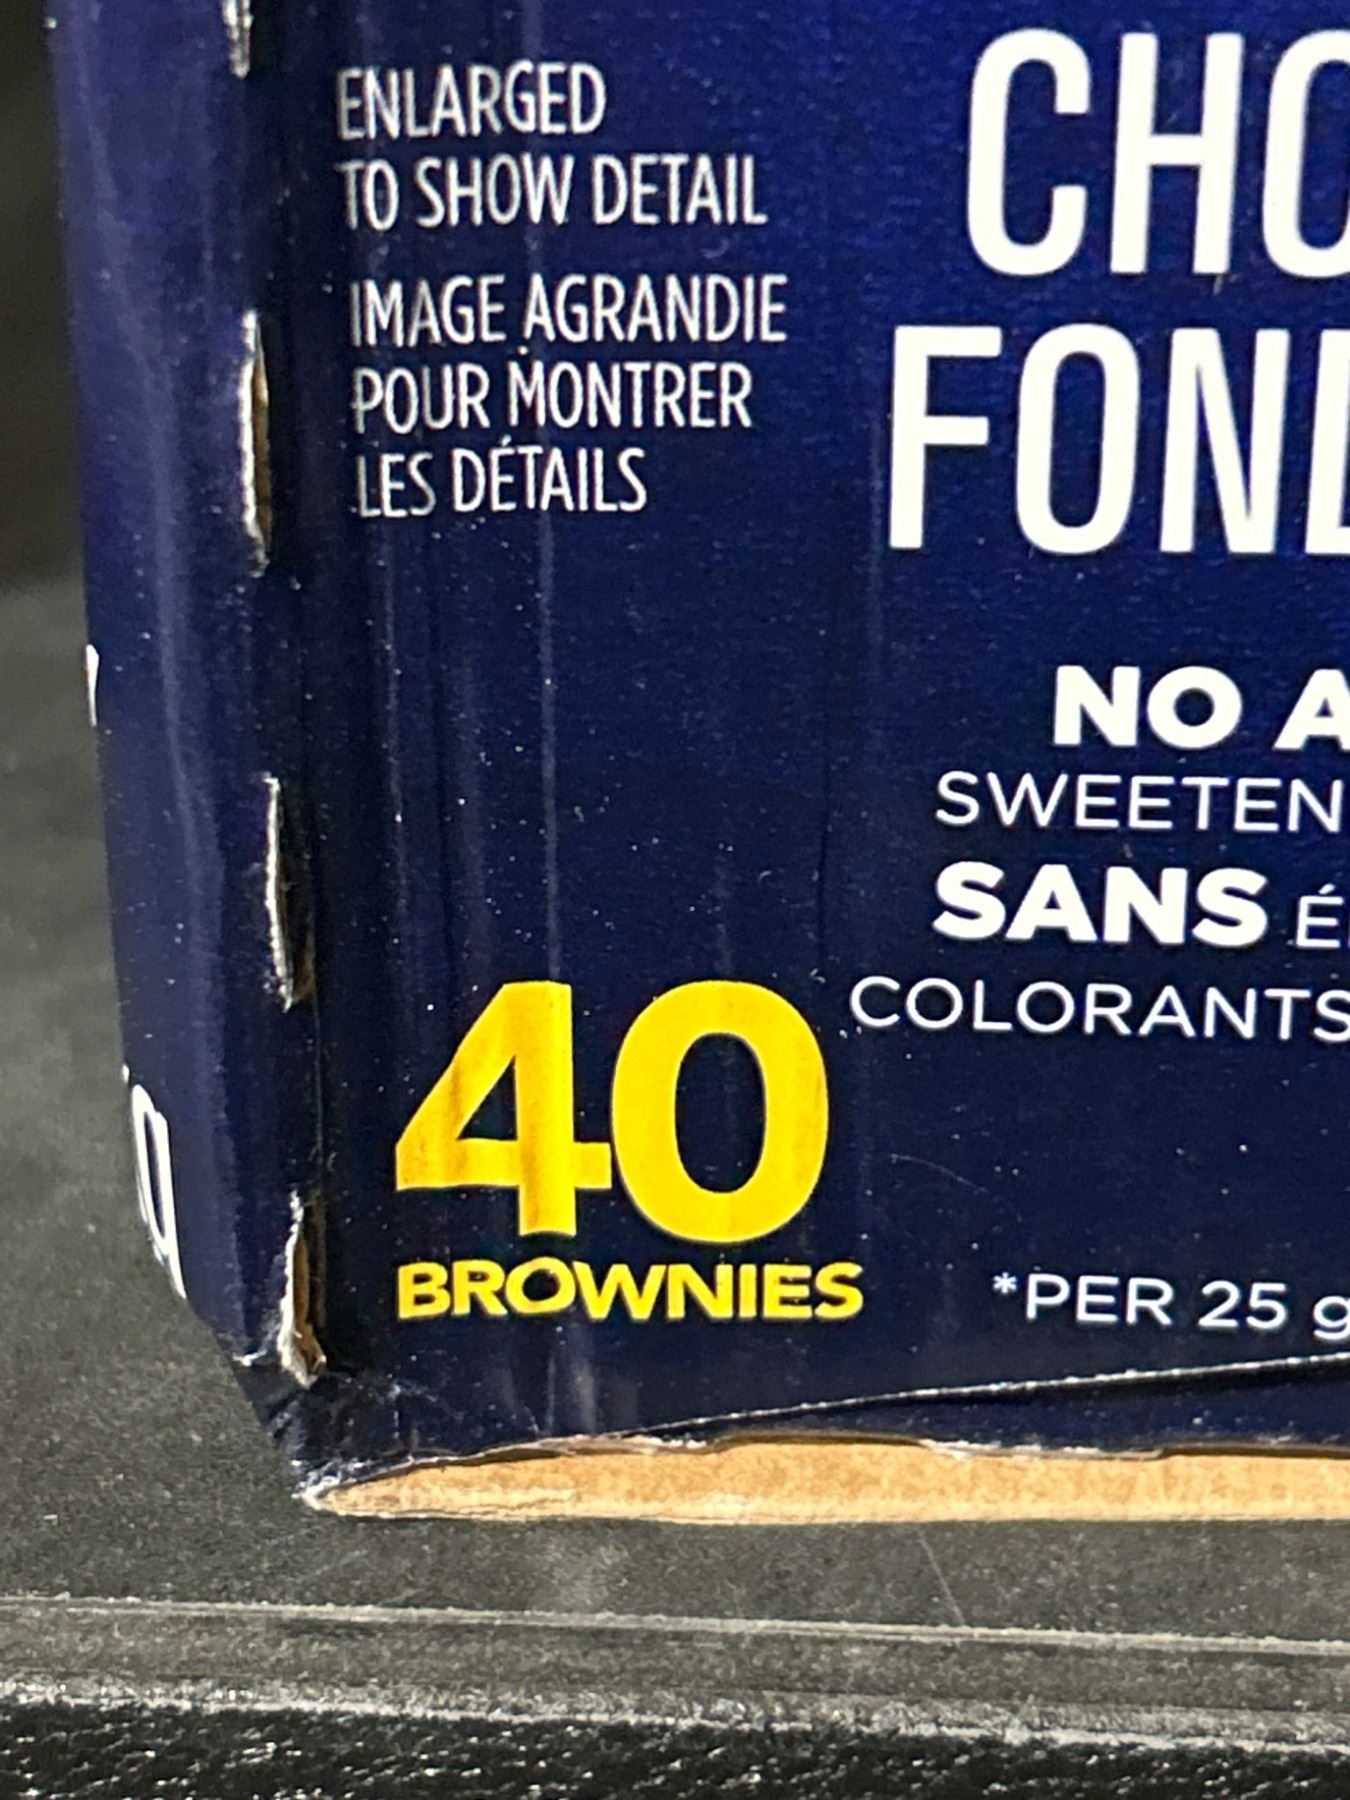 ENLARGED
TO SHOW DETAIL
IMAGE AGRANDIE
POUR MONTRER
LES DÉTAILS
CHO
FOND
NO A
SWEETEN
SANS É
COLORANTS
40
BROWNIES
*PER 25 g